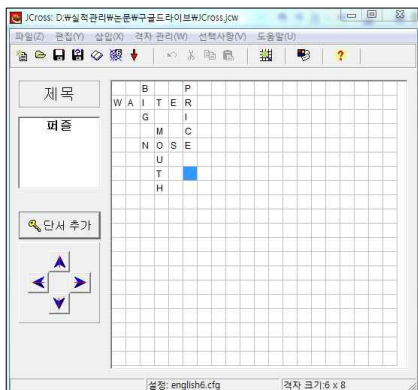 JCross: D:₩실적관리₩논문₩구글드라이브₩JCross.jcw
파일(Z) 편집(Y) 삽입(X) 격자 관리(W) 선택사항(V) 도움말(U)
제목
퍼즐
단서 추가
B P
W A I T E R
G I
M C
N O S E
U
T
H
설정: english6.cfg 격자 크기:6 x 8